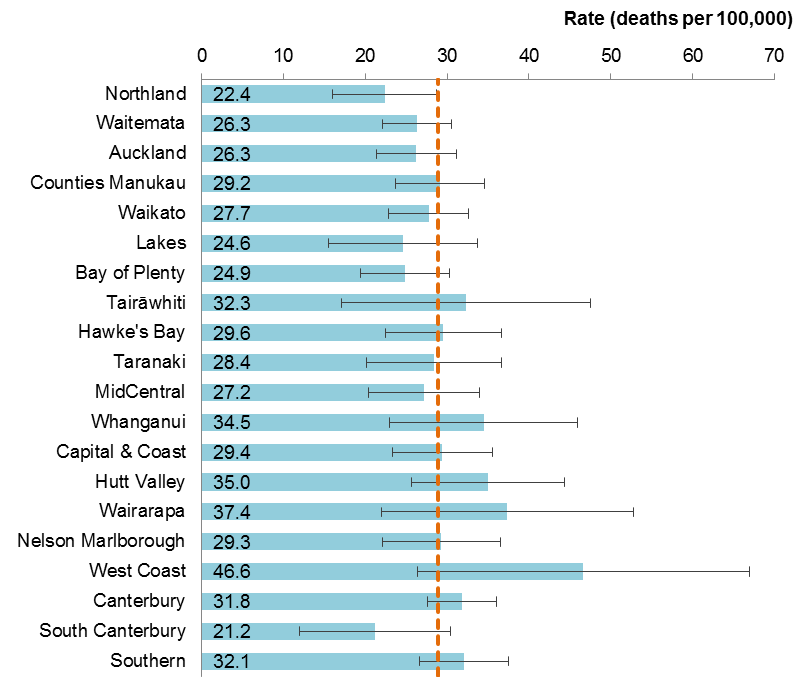 Rate (deaths per 100,000)
0 10 20 30 40 50 60 70
Northland 22.4
Waitemata 26.3
Auckland 26.3
Counties Manukau 29.2
Waikato 27.7
Lakes 24.6
Bay of Plenty 24.9
Tairāwhiti 32.3
Hawke's Bay 29.6
Taranaki 28.4
MidCentral 27.2
Whanganui 34.5
Capital & Coast 29.4
Hutt Valley 35.0
Wairarapa 37.4
Nelson Marlborough 29.3
West Coast 46.6
Canterbury 31.8
South Canterbury 21.2
Southern 32.1